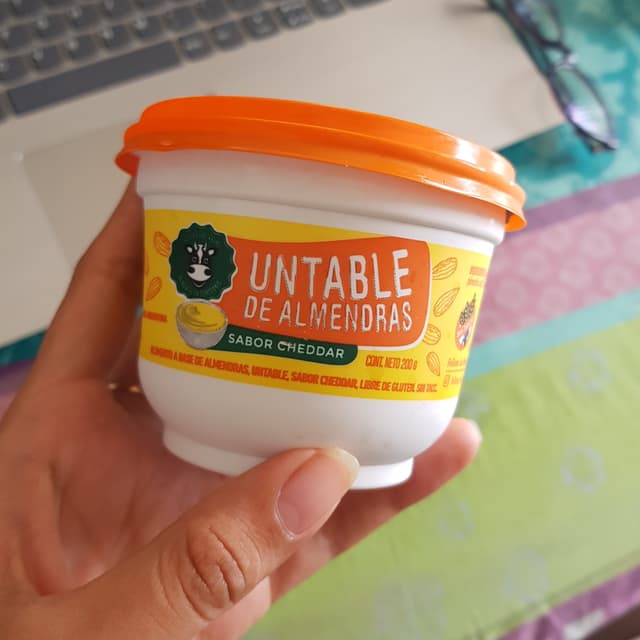 UNTABLE
DE ALMENDRAS
SABOR CHEDDAR
CONT. NETO 200 g
ALIMENTO A BASE DE ALMENDRAS, UNTABLE, SABOR CHEDDAR, LIBRE DE GLUTEN. SIN TACC.